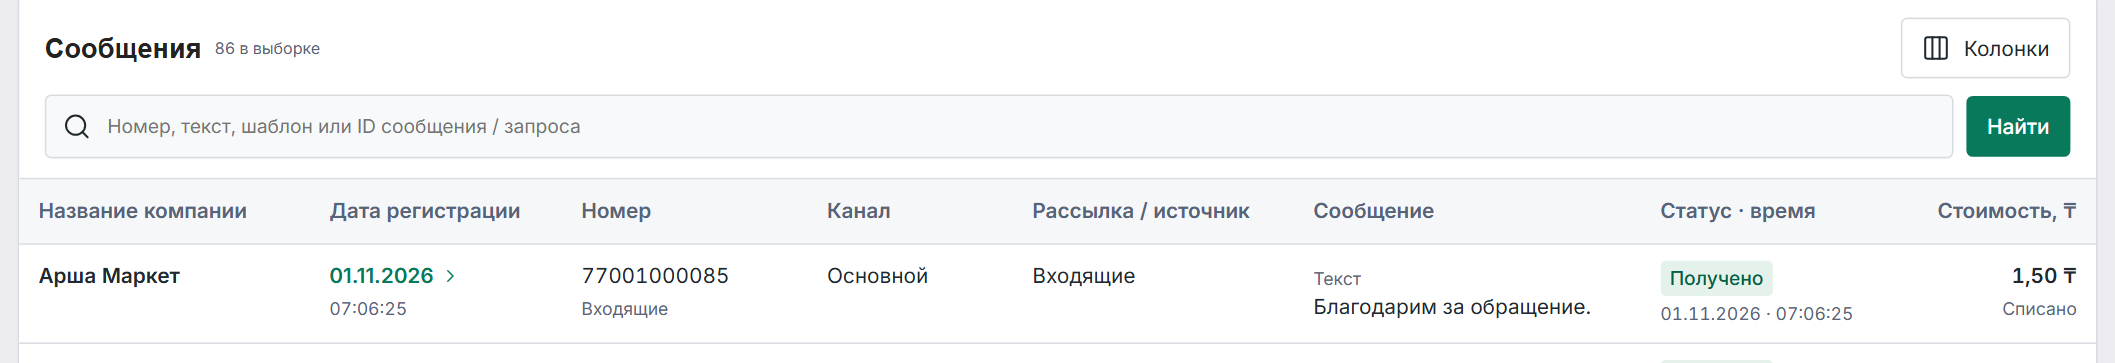 Сообщения 86 в выборке
Колонки
Номер, текст, шаблон или ID сообщения / запроса
Найти
Название компании Дата регистрации Номер Канал Рассылка / источник Сообщение Статус · время Стоимость, ₸
Арша Маркет 01.11.2026 77001000085 Основной Входящие Текст Получено 1,50 ₸
07:06:25 Входящие Благодарим за обращение. 01.11.2026 · 07:06:25 Списано